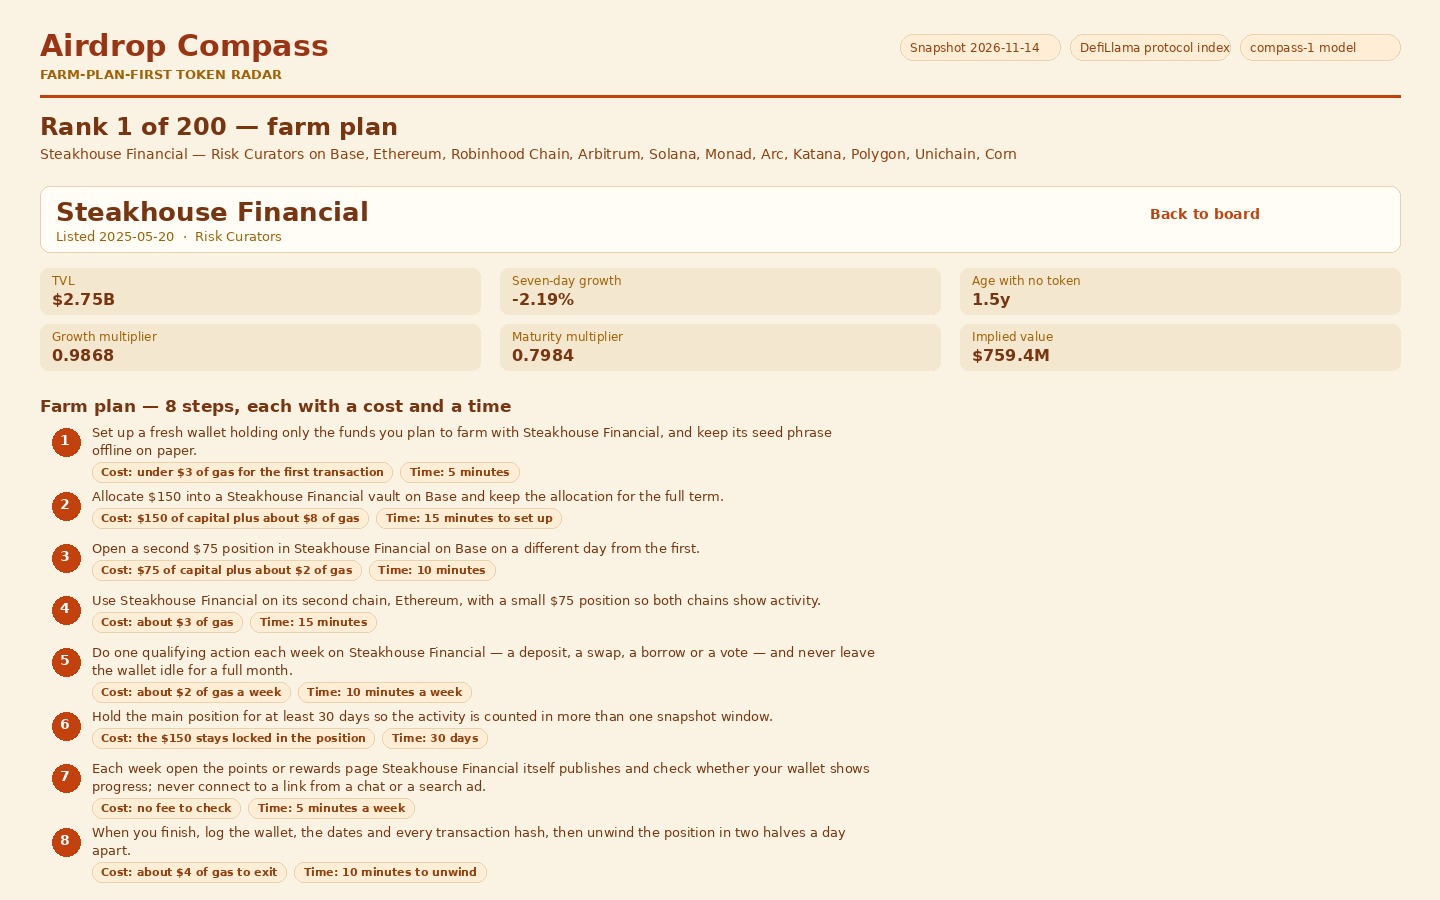 Airdrop Compass
FARM-PLAN-FIRST TOKEN RADAR
Snapshot 2026-11-14
DefiLlama protocol index
compass-1 model
Rank 1 of 200 — farm plan
Steakhouse Financial — Risk Curators on Base, Ethereum, Robinhood Chain, Arbitrum, Solana, Monad, Arc, Katana, Polygon, Unichain, Corn
Steakhouse Financial
Listed 2025-05-20 · Risk Curators
Back to board
TVL
$2.75B
Seven-day growth
-2.19%
Age with no token
1.5y
Growth multiplier
0.9868
Maturity multiplier
0.7984
Implied value
$759.4M
Farm plan — 8 steps, each with a cost and a time
1
Set up a fresh wallet holding only the funds you plan to farm with Steakhouse Financial, and keep its seed phrase
offline on paper.
Cost: under $3 of gas for the first transaction
Time: 5 minutes
2
Allocate $150 into a Steakhouse Financial vault on Base and keep the allocation for the full term.
Cost: $150 of capital plus about $8 of gas
Time: 15 minutes to set up
3
Open a second $75 position in Steakhouse Financial on Base on a different day from the first.
Cost: $75 of capital plus about $2 of gas
Time: 10 minutes
4
Use Steakhouse Financial on its second chain, Ethereum, with a small $75 position so both chains show activity.
Cost: about $3 of gas
Time: 15 minutes
5
Do one qualifying action each week on Steakhouse Financial — a deposit, a swap, a borrow or a vote — and never leave
the wallet idle for a full month.
Cost: about $2 of gas a week
Time: 10 minutes a week
6
Hold the main position for at least 30 days so the activity is counted in more than one snapshot window.
Cost: the $150 stays locked in the position
Time: 30 days
7
Each week open the points or rewards page Steakhouse Financial itself publishes and check whether your wallet shows
progress; never connect to a link from a chat or a search ad.
Cost: no fee to check
Time: 5 minutes a week
8
When you finish, log the wallet, the dates and every transaction hash, then unwind the position in two halves a day
apart.
Cost: about $4 of gas to exit
Time: 10 minutes to unwind